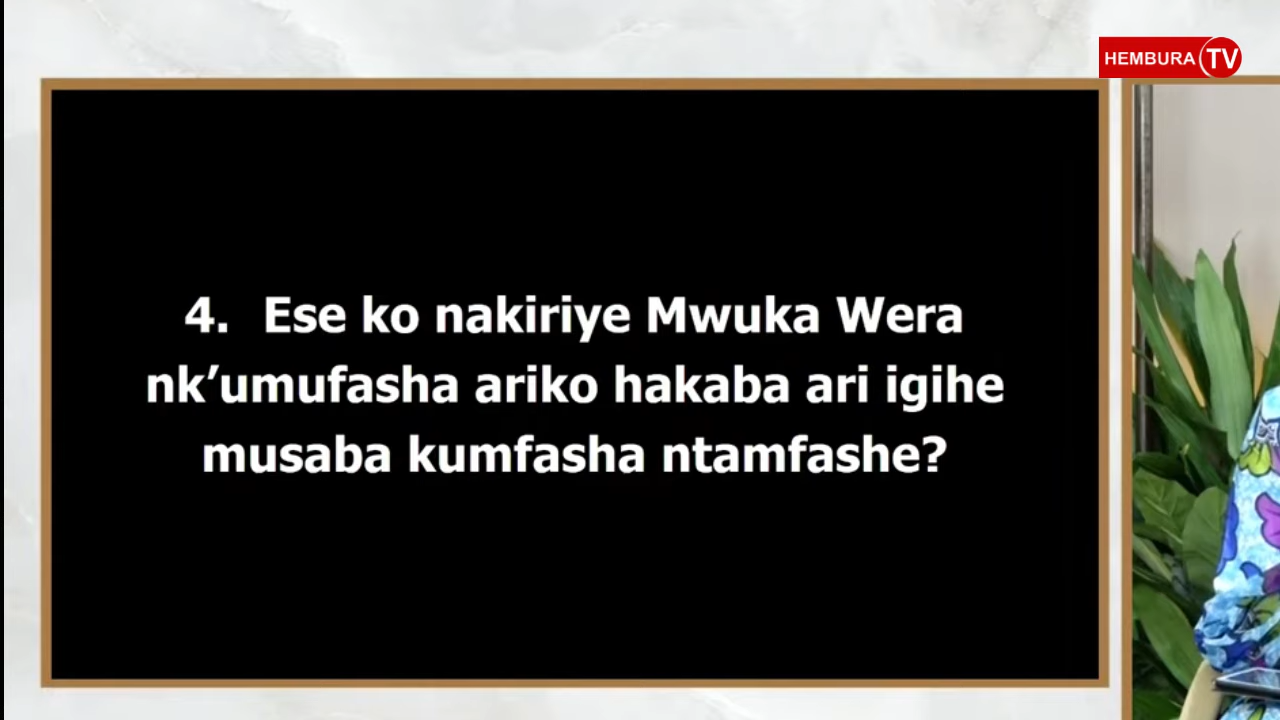 HEMBURA TV
4. Ese ko nakiriye Mwuka Wera
nk’umufasha ariko hakaba ari igihe
musaba kumfasha ntamfashe?